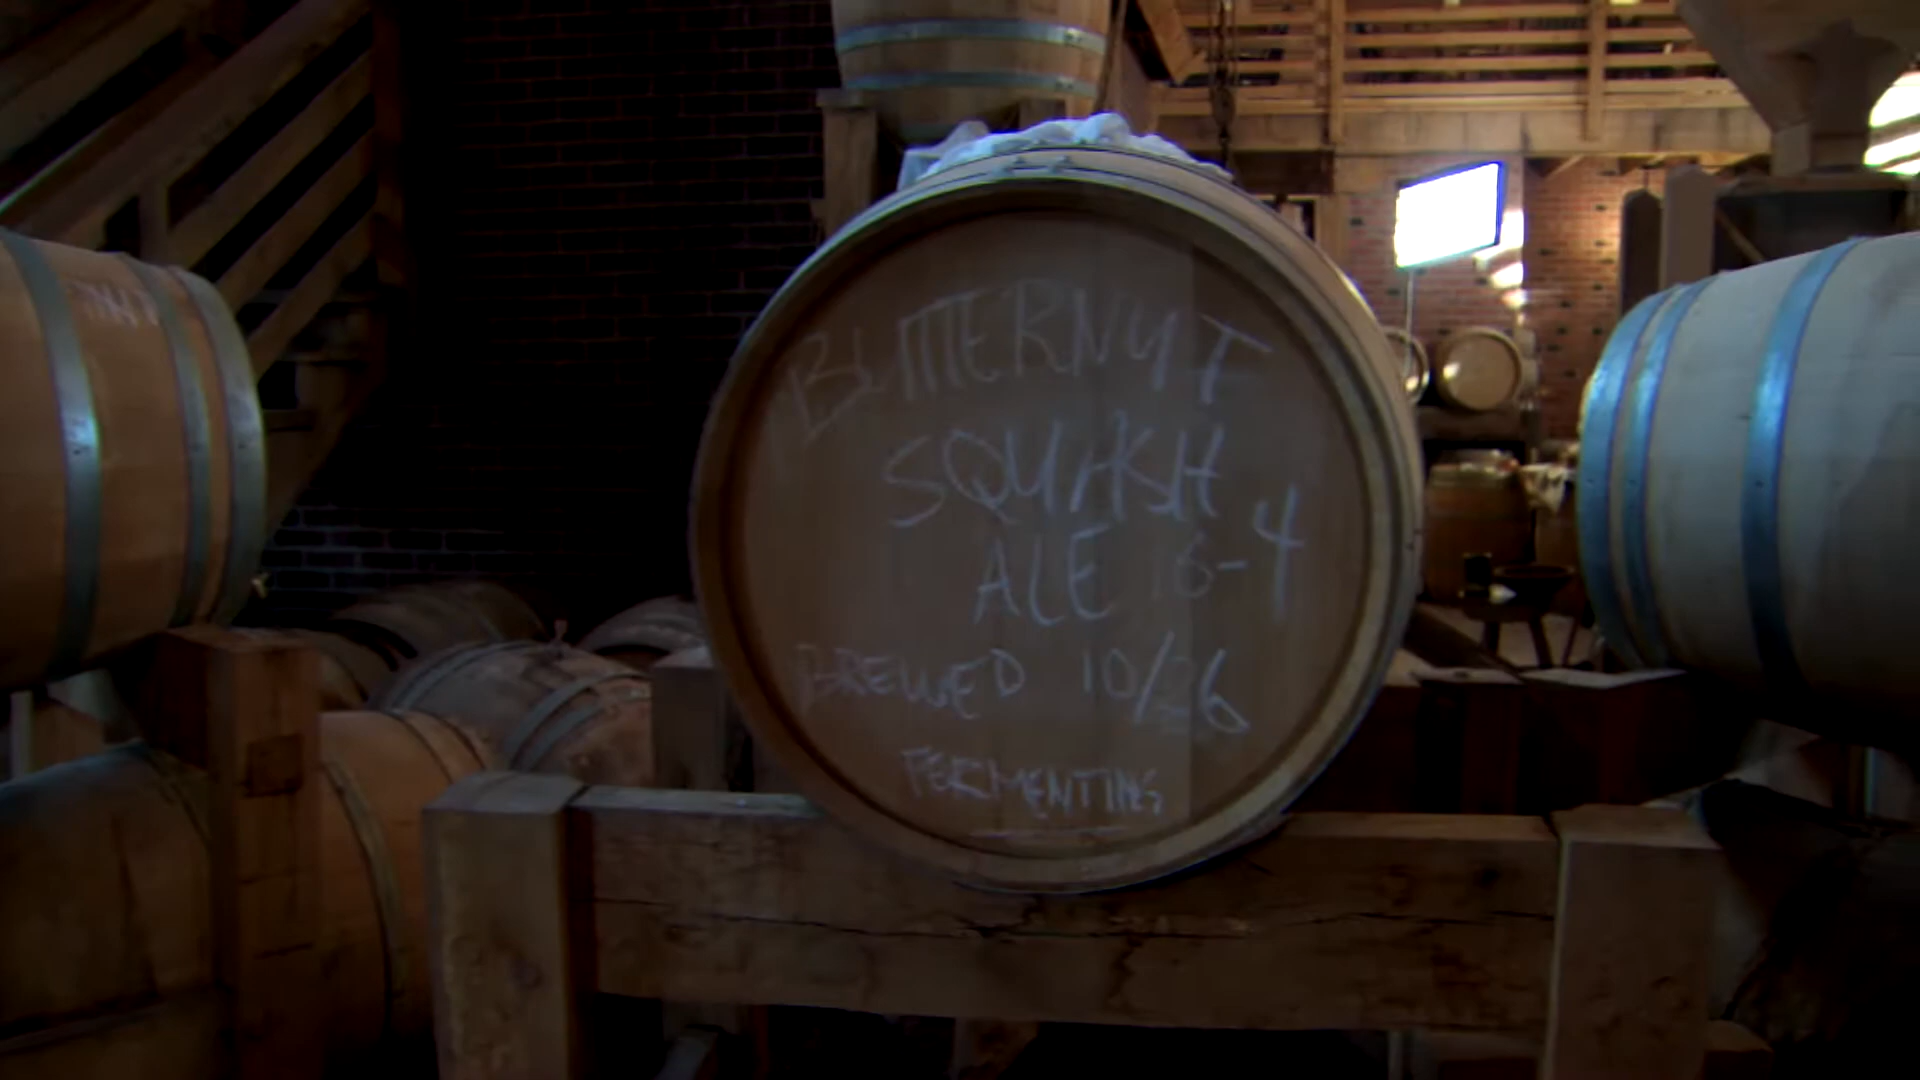 BUTTERNUT
SQUASH
ALE 16-4
BREWED 10/26
FERMENTING